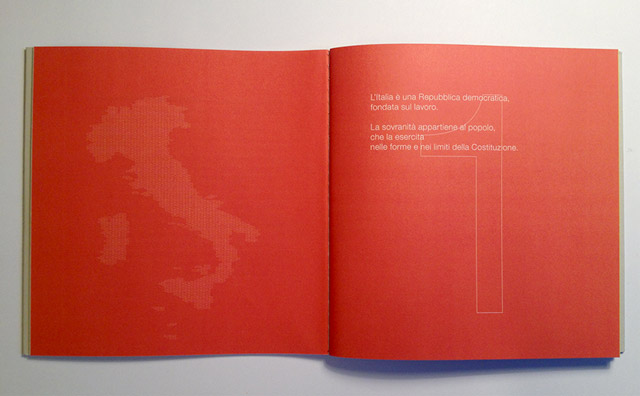 L'Italia è una Repubblica democratica,
fondata sul lavoro.
La sovranità appartiene al popolo,
che la esercita
nelle forme e nei limiti della Costituzione.
1